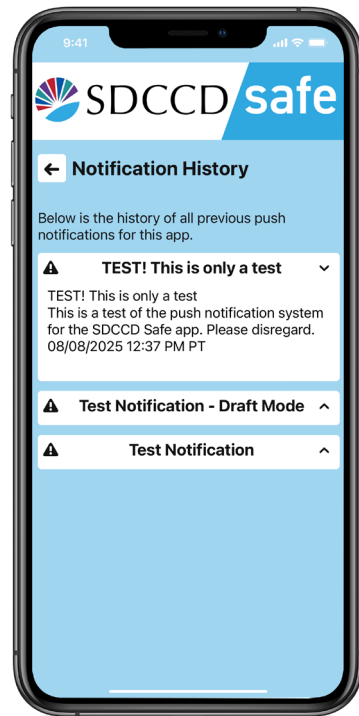 9:41
SDCCD safe
Notification History
Below is the history of all previous push
notifications for this app.
TEST! This is only a test
TEST! This is only a test
This is a test of the push notification system
for the SDCCD Safe app. Please disregard.
08/08/2025 12:37 PM PT
Test Notification - Draft Mode
Test Notification